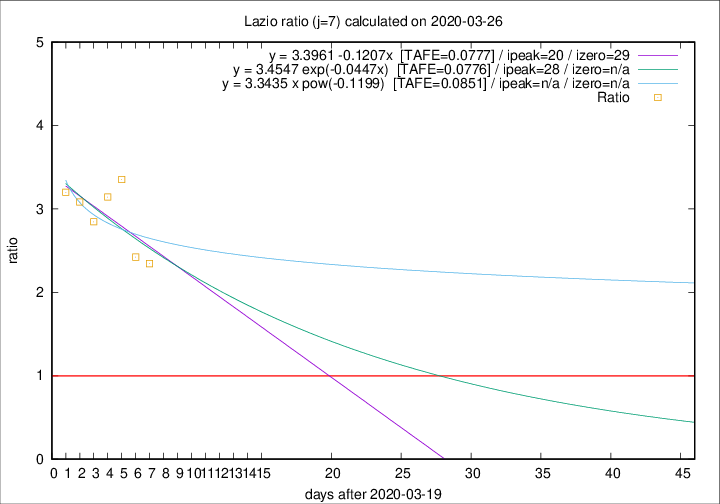 Lazio ratio (j=7) calculated on 2020-03-26
y = 3.3961 -0.1207x [TAFE=0.0777] / ipeak=20 / izero=29
y = 3.4547 exp(-0.0447x) [TAFE=0.0776] / ipeak=28 / izero=n/a
y = 3.3435 x pow(-0.1199) [TAFE=0.0851] / ipeak=n/a / izero=n/a
Ratio
5
4
3
2
1
0
ratio
0 1 2 3 4 5 6 7 8 9 10 11 12 13 14 15 20 25 30 35 40 45
days after 2020-03-19